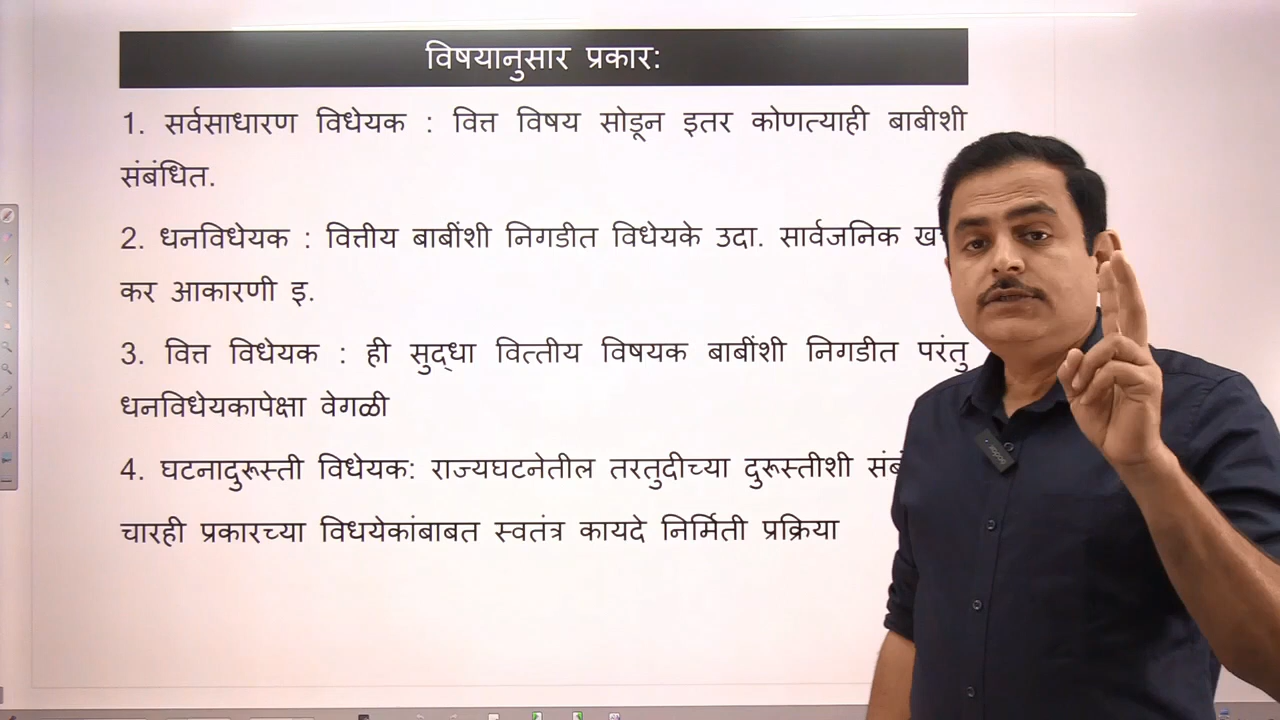 विषयानुसार प्रकार:
1. सर्वसाधारण विधेयक : वित्त विषय सोडून इतर कोणत्याही बाबीशी
संबंधित.
2. धनविधेयक : वित्तीय बाबींशी निगडीत विधेयके उदा. सार्वजनिक
कर आकारणी इ.
3. वित्त विधेयक : ही सुद्धा वित्तीय विषयक बाबींशी निगडीत परंतु
धनविधेयकापेक्षा वेगळी
4. घटनादुरूस्ती विधेयक: राज्यघटनेतील तरतुदीच्या दुरूस्तीशी
चारही प्रकारच्या विधयेकांबाबत स्वतंत्र कायदे निर्मिती प्रक्रिया